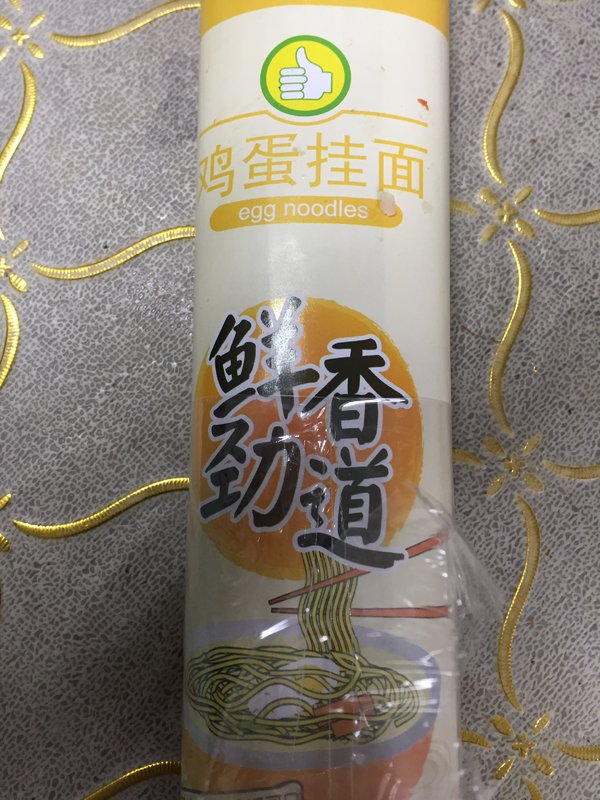 鸡蛋挂面
egg noodles
鲜香
劲道